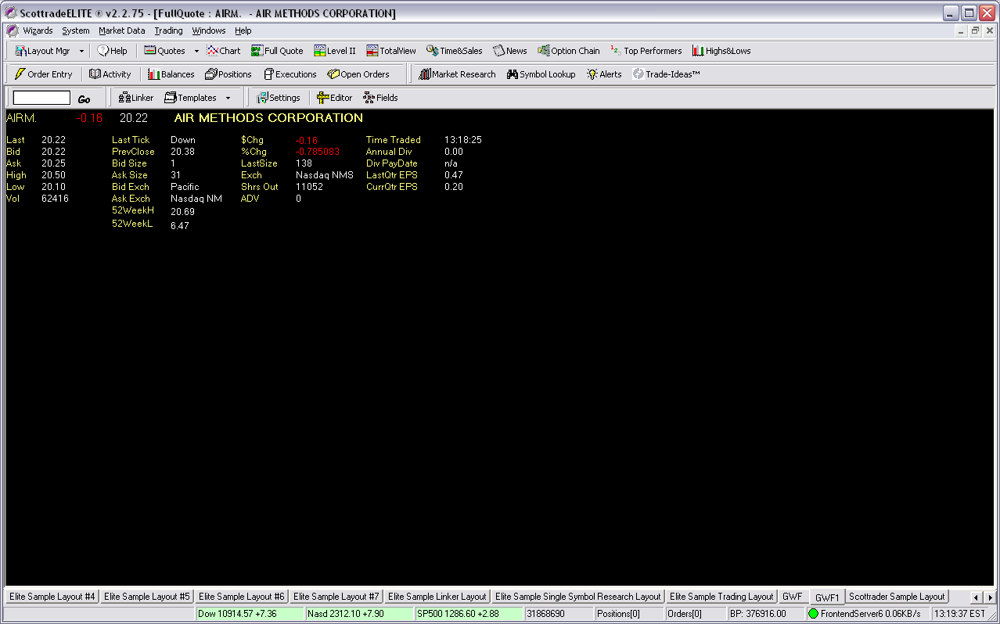 ScottradeELITE ® v2.2.75 - [FullQuote : AIRM.  - AIR METHODS CORPORATION]
Wizards System Market Data Trading Windows Help
Layout Mgr Help Quotes Chart Full Quote Level II TotalView Time&Sales News Option Chain Top Performers Highs&Lows
Order Entry Activity Balances Positions Executions Open Orders Market Research Symbol Lookup Alerts Trade-Ideas™
Go Linker Templates Settings Editor Fields
AIRM. -0.16 20.22 AIR METHODS CORPORATION
Last 20.22 Last Tick Down $Chg -0.16 Time Traded 13:18:25
Bid 20.22 PrevClose 20.38 %Chg -0.785083 Annual Div 0.00
Ask 20.25 Bid Size 1 LastSize 138 Div PayDate n/a
High 20.50 Ask Size 31 Exch Nasdaq NMS LastQtr EPS 0.47
Low 20.10 Bid Exch Pacific Shrs Out 11052 CurrQtr EPS 0.20
Vol 62416 Ask Exch Nasdaq NM ADV 0
52WeekH 20.69
52WeekL 6.47
Elite Sample Layout #4 Elite Sample Layout #5 Elite Sample Layout #6 Elite Sample Layout #7 Elite Sample Linker Layout Elite Sample Single Symbol Research Layout Elite Sample Trading Layout GWF GWF1 Scottrader Sample Layout
Dow 10914.57 +7.36 Nasd 2312.10 +7.90 SP500 1286.60 +2.88 31868690 Positions[0] Orders[0] BP: 376916.00 FrontendServer6 0.06KB/s 13:19:37 EST